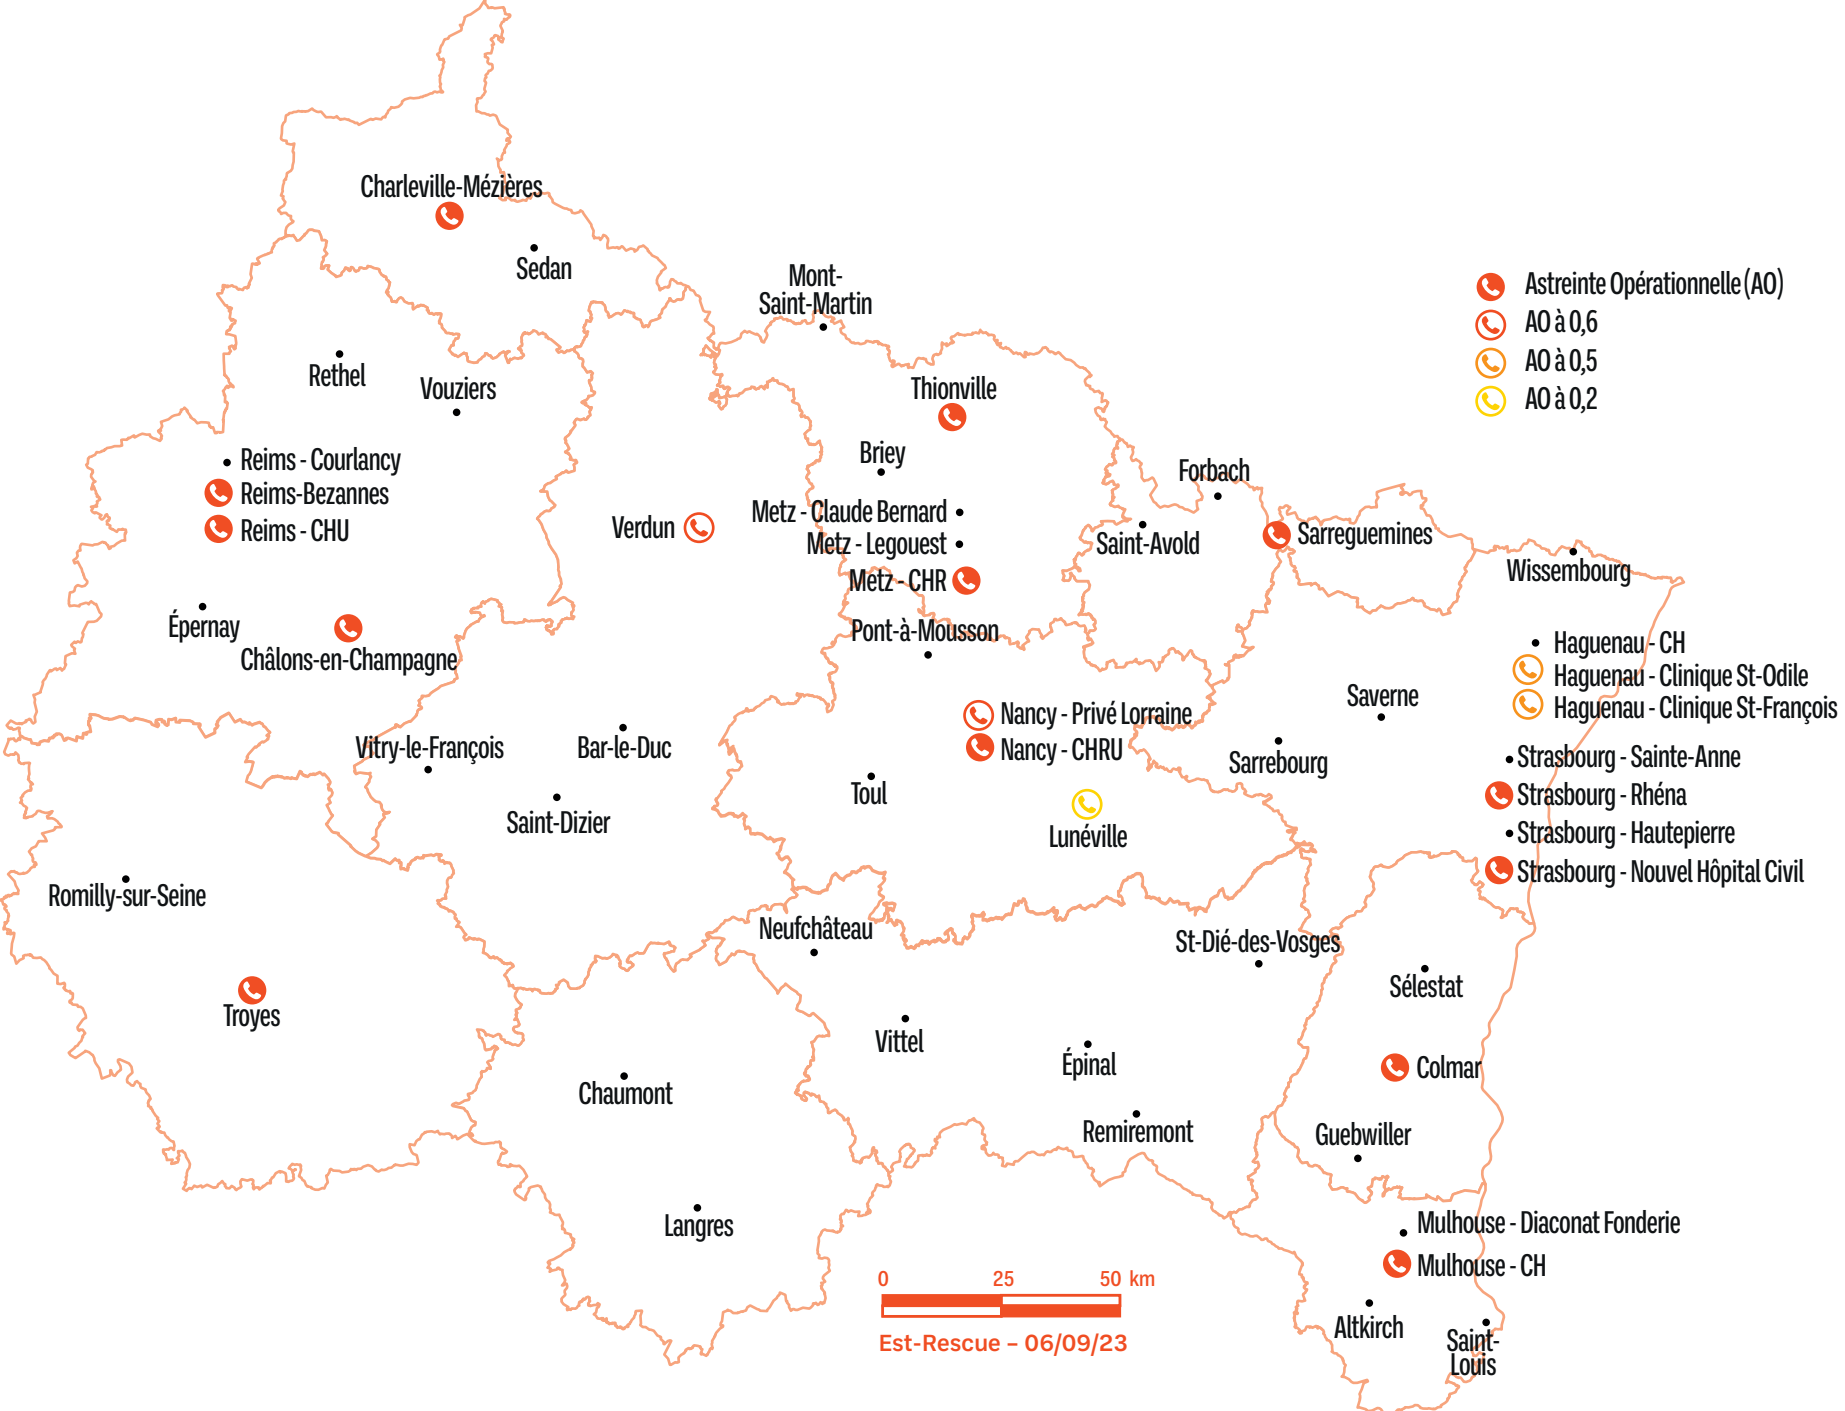 Charleville-Mézières
Sedan
Mont-
Saint-Martin
Astreinte Opérationnelle (AO)
AO à 0,6
AO à 0,5
AO à 0,2
Rethel
Vouziers
Thionville
Briey
Forbach
Reims - Courlancy
Reims-Bezannes
Reims - CHU
Verdun
Metz - Claude Bernard
Metz - Legouest
Metz - CHR
Saint-Avold
Sarreguemines
Wissembourg
Épernay
Châlons-en-Champagne
Pont-à-Mousson
Haguenau - CH
Haguenau - Clinique St-Odile
Haguenau - Clinique St-François
Saverne
Nancy - Privé Lorraine
Nancy - CHRU
Vitry-le-François
Bar-le-Duc
Sarrebourg
Strasbourg - Sainte-Anne
Strasbourg - Rhéna
Strasbourg - Hautepierre
Strasbourg - Nouvel Hôpital Civil
Toul
Saint-Dizier
Lunéville
Romilly-sur-Seine
Neufchâteau
St-Dié-des-Vosges
Sélestat
Troyes
Vittel
Épinal
Colmar
Chaumont
Remiremont
Guebwiller
Langres
Mulhouse - Diaconat Fonderie
Mulhouse - CH
0 25 50 km
Altkirch
Saint-
Louis
Est-Rescue – 06/09/23